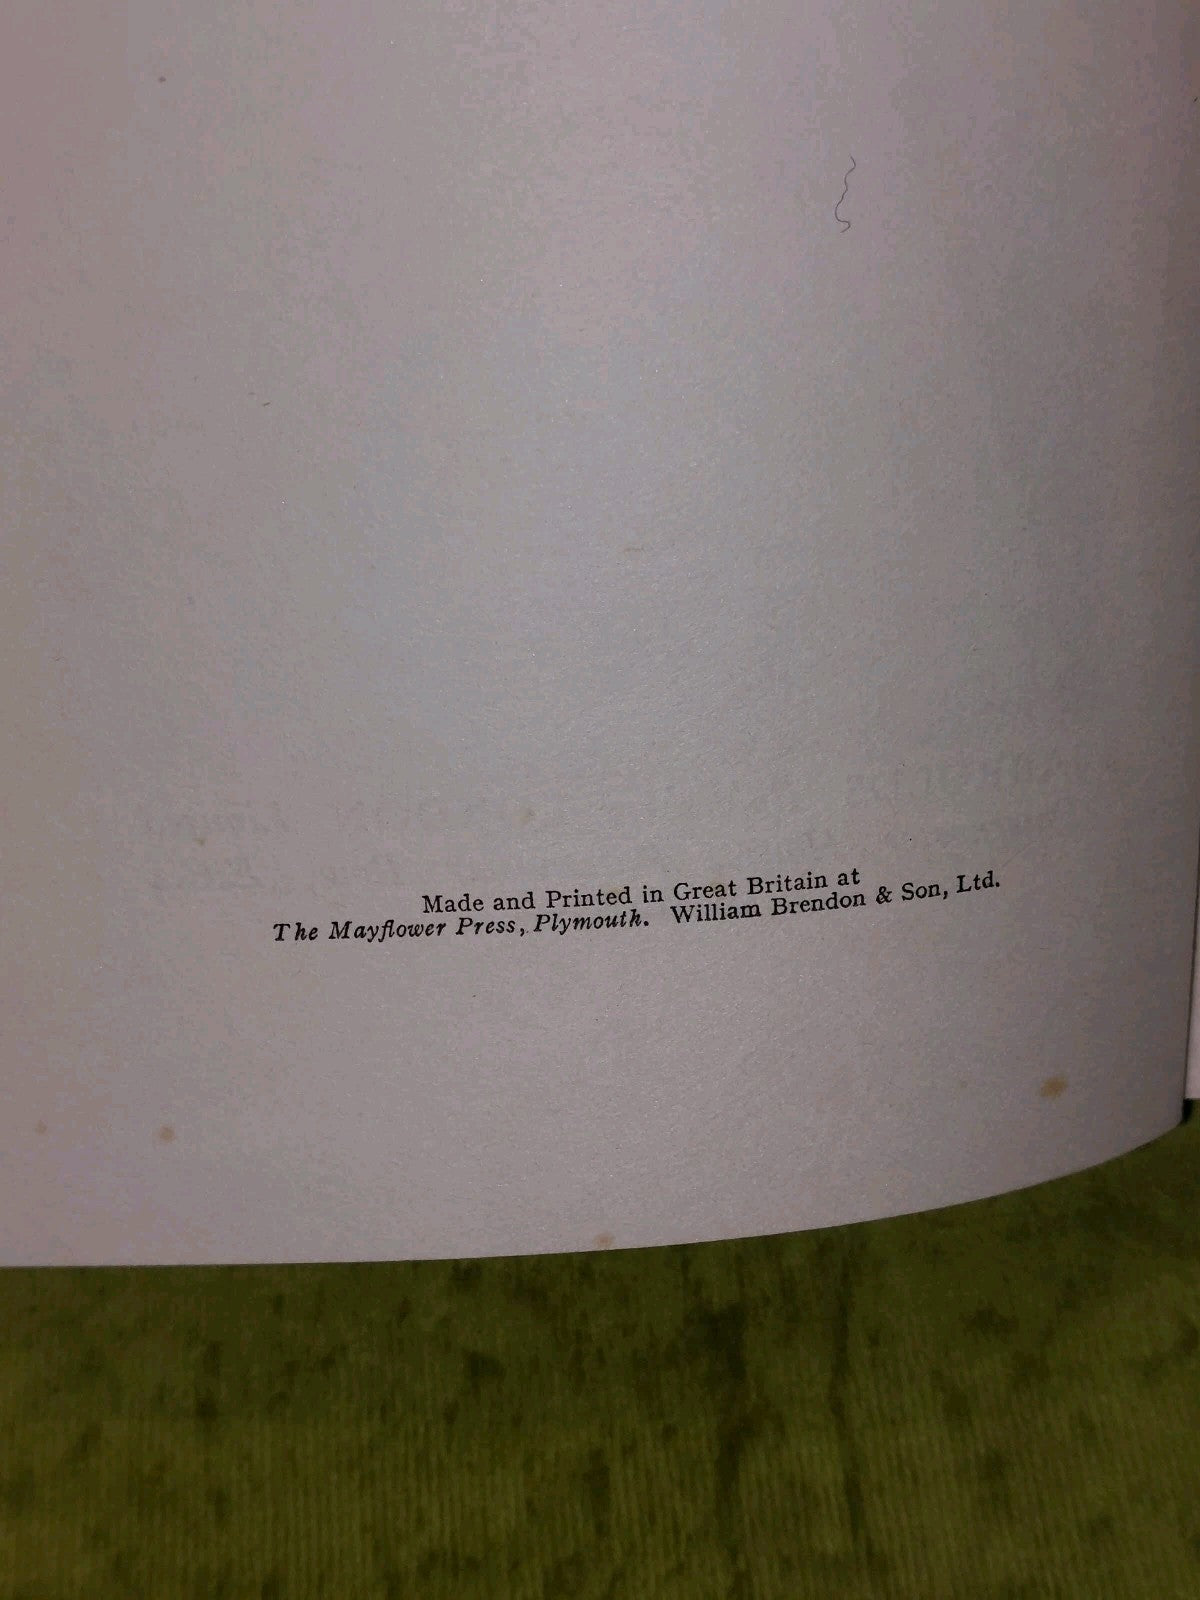 Made and Printed in Great Britain at
The Mayflower Press, Plymouth. William Brendon & Son, Ltd.